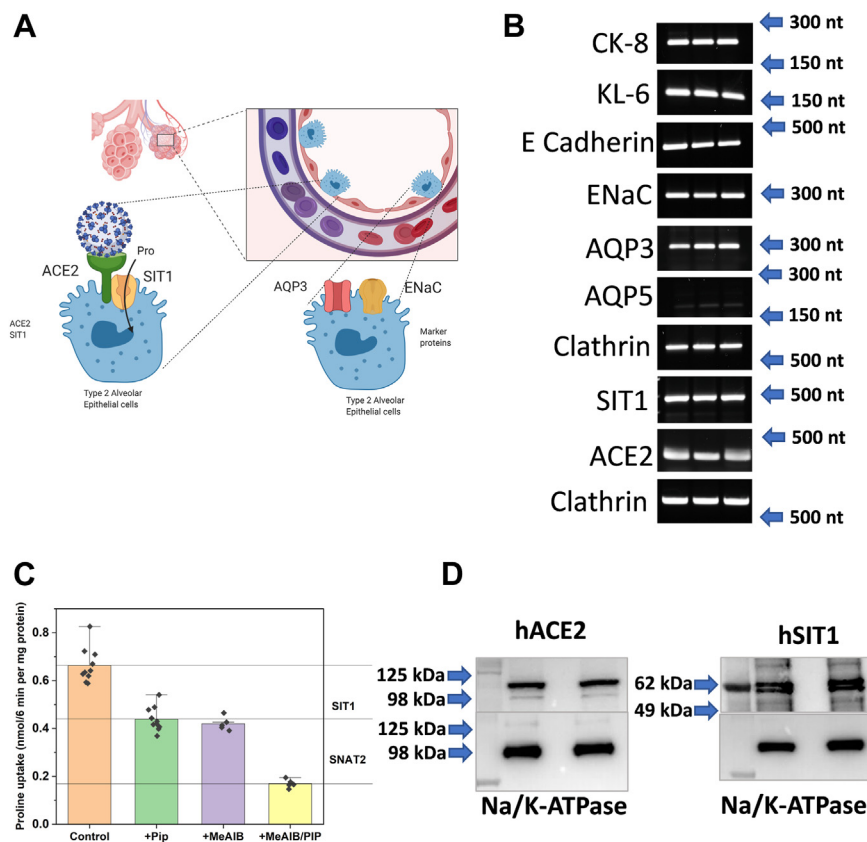 A
Pro
ACE2
SIT1
ACE2
SIT1
Type 2 Alveolar
Epithelial cells
AQP3
ENaC
Marker
proteins
Type 2 Alveolar
Epithelial cells
B
CK-8
300 nt
150 nt
KL-6
150 nt
500 nt
E Cadherin
ENaC
300 nt
AQP3
300 nt
300 nt
AQP5
150 nt
Clathrin
500 nt
SIT1
500 nt
500 nt
ACE2
Clathrin
500 nt
C
Proline uptake (nmol/6 min per mg protein)
0.8
0.6
0.4
0.2
0.0
SIT1
SNAT2
Control
+Pip
+MeAIB
+MeAIB/PIP
D
hACE2
125 kDa
98 kDa
125 kDa
98 kDa
Na/K-ATPase
hSIT1
62 kDa
49 kDa
Na/K-ATPase